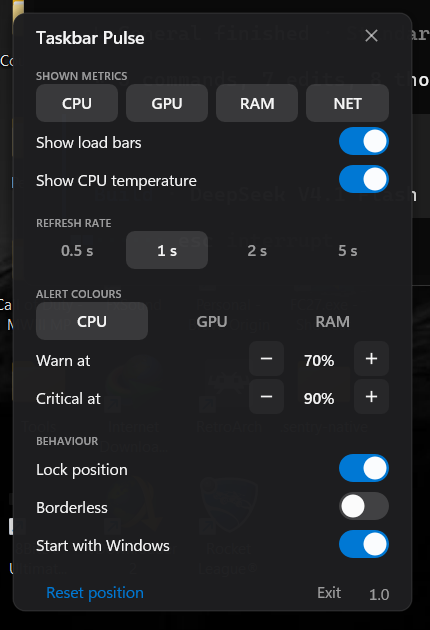 Taskbar Pulse
SHOWN METRICS
CPU GPU RAM NET
Show load bars
Show CPU temperature
REFRESH RATE
0.5 s 1 s 2 s 5 s
ALERT COLOURS
CPU GPU RAM
Warn at − 70% +
Critical at − 90% +
BEHAVIOUR
Lock position
Borderless
Start with Windows
Reset position Exit 1.0